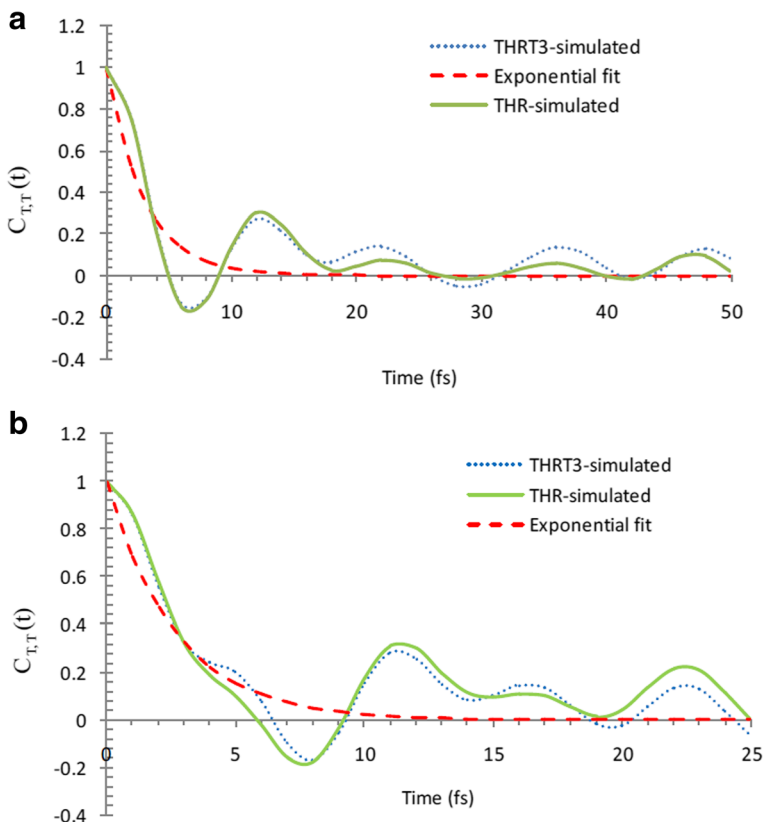 a
1.2
THRT3-simulated
1
Exponential fit
0.8
THR-simulated
0.6
C_T,T(t)
0.4
0.2
0
0 10 20 30 40 50
-0.2
-0.4
Time (fs)
b
1.2
THRT3-simulated
1
THR-simulated
Exponential fit
0.8
0.6
C_T,T(t)
0.4
0.2
0
0 5 10 15 20 25
-0.2
Time (fs)
-0.4